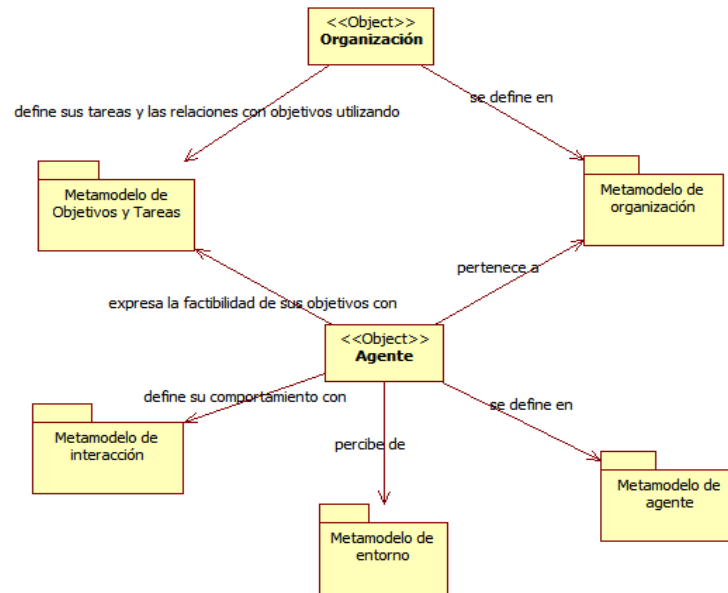 <<Object>>
Organización
define sus tareas y las relaciones con objetivos utilizando
se define en
Metamodelo de
Objetivos y Tareas
Metamodelo de
organización
pertenece a
expresa la factibilidad de sus objetivos con
<<Object>>
Agente
define su comportamiento con
se define en
Metamodelo de
interacción
percibe de
Metamodelo de
agente
Metamodelo de
entorno